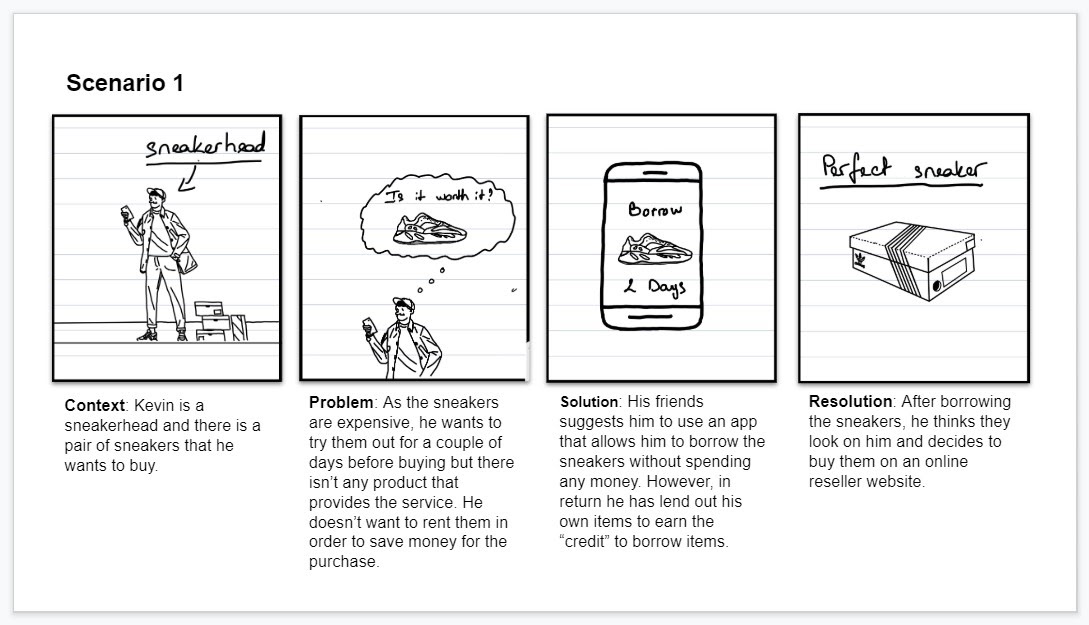 Scenario 1
sneakerhead
Is it worth it?
Borrow
2 Days
Perfect sneaker
Context: Kevin is a
sneakerhead and there is a
pair of sneakers that he
wants to buy.
Problem: As the sneakers
are expensive, he wants to
try them out for a couple of
days before buying but there
isn’t any product that
provides the service. He
doesn’t want to rent them in
order to save money for the
purchase.
Solution: His friends
suggests him to use an app
that allows him to borrow the
sneakers without spending
any money. However, in
return he has lend out his
own items to earn the
“credit” to borrow items.
Resolution: After borrowing
the sneakers, he thinks they
look on him and decides to
buy them on an online
reseller website.